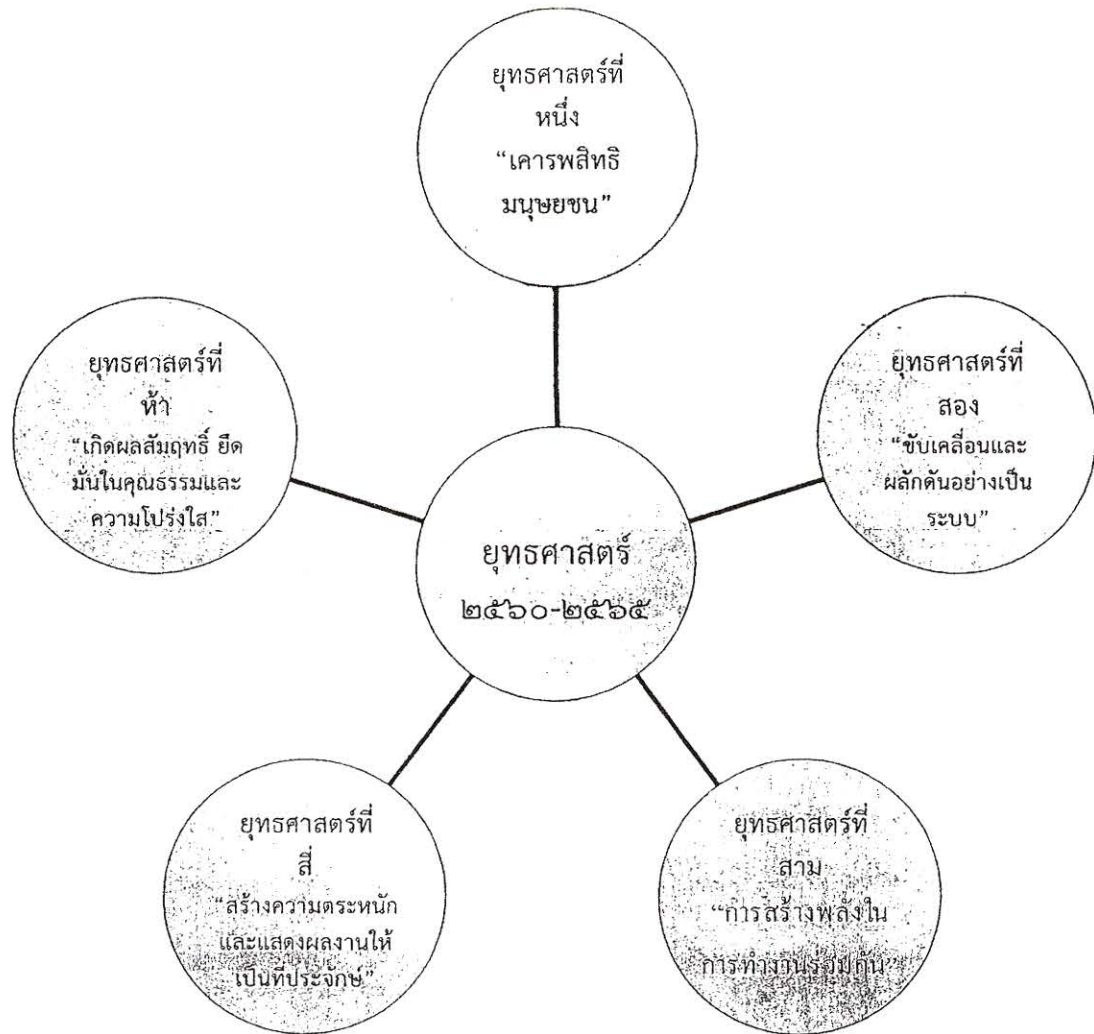 ยุทธศาสตร์ที่
หนึ่ง
“เคารพสิทธิ
มนุษยชน”
ยุทธศาสตร์ที่
สอง
“ขับเคลื่อนและ
ผลักดันอย่างเป็น
ระบบ”
ยุทธศาสตร์ที่
สาม
“การสร้างพลังใน
การทำงานร่วมกัน”
ยุทธศาสตร์ที่
สี่
“สร้างความตระหนัก
และแสดงผลงานให้
เป็นที่ประจักษ์”
ยุทธศาสตร์ที่
ห้า
“เกิดผลสัมฤทธิ์ ยึด
มั่นในคุณธรรมและ
ความโปร่งใส”
ยุทธศาสตร์
๒๕๖๐-๒๕๖๕